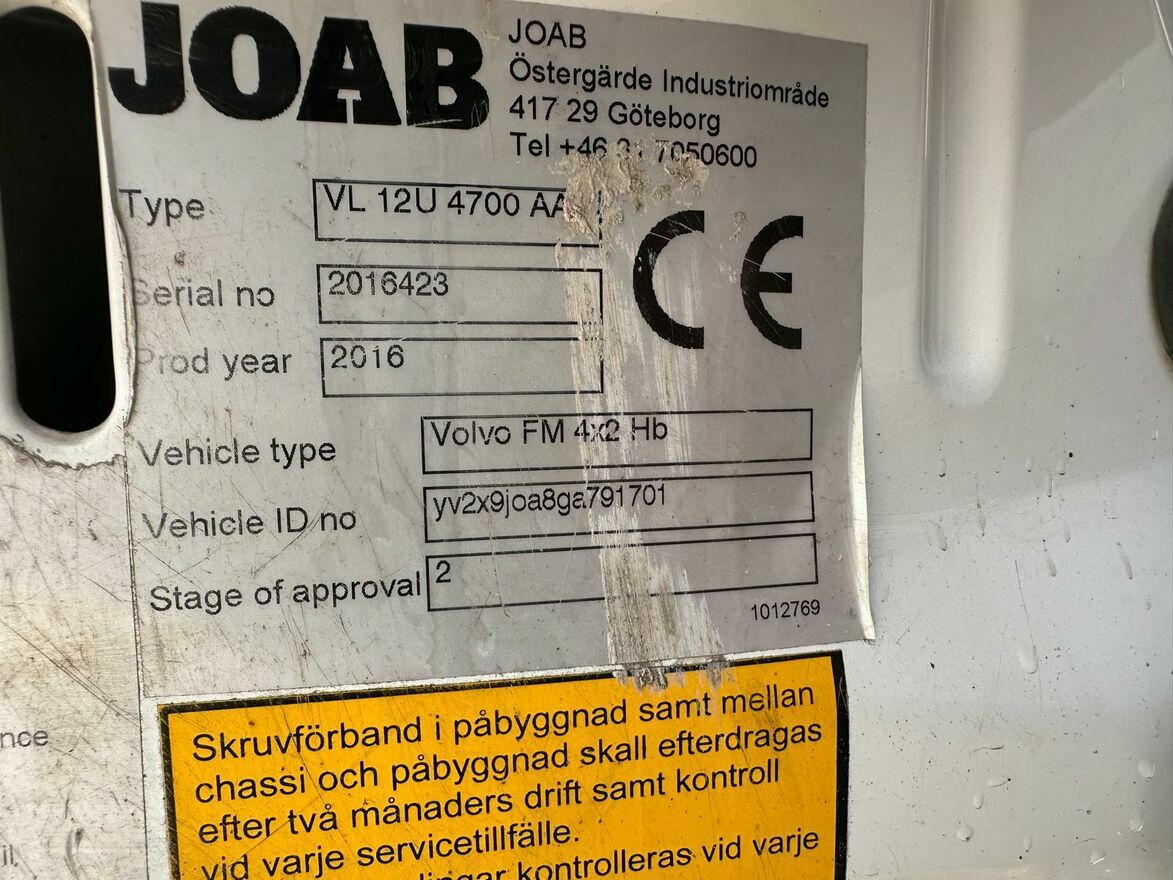 JOAB
JOAB
Östergärde Industriområde
417 29 Göteborg
Tel +46 31 7050600
Type VL 12U 4700 AA
Serial no 2016423
Prod year 2016
CE
Vehicle type Volvo FM 4x2 Hb
Vehicle ID no yv2x9joa8ga791701
Stage of approval 2
1012769
Skruvförband i påbyggnad samt mellan
chassi och påbyggnad skall efterdragas
efter två månaders drift samt kontroll
vid varje servicetillfälle.
kontrolleras vid varje
nce
il.